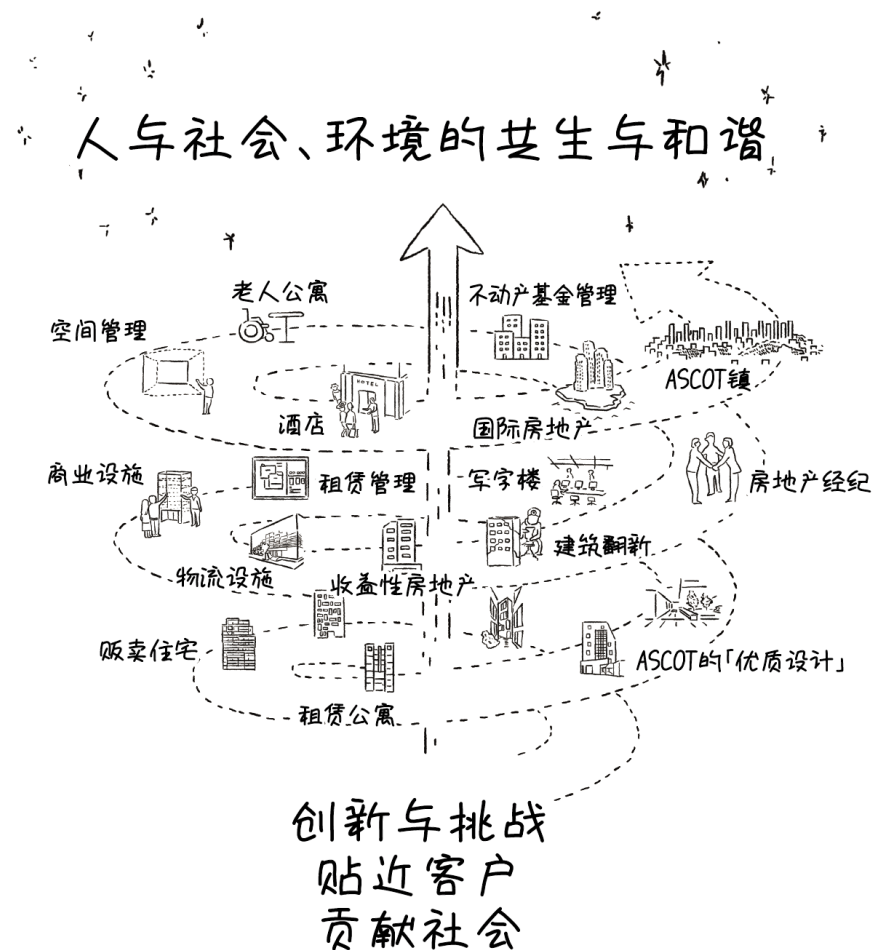 人与社会、环境的共生与和谐
老人公寓
不动产基金管理
空间管理
HOTEL
ASCOT镇
酒店
国际房地产
商业设施
租赁管理
写字楼
房地产经纪
建筑翻新
物流设施
收益性房地产
贩卖住宅
ASCOT的「优质设计」
租赁公寓
创新与挑战
贴近客户
贡献社会